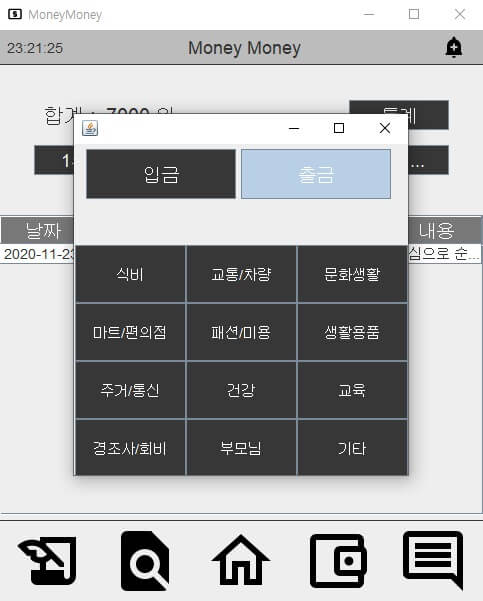 MoneyMoney
23:21:25
Money Money
합계 : 7000 원
통계
날짜
내용
2020-11-23
심으로 순...
입금
출금
식비
교통/차량
문화생활
마트/편의점
패션/미용
생활용품
주거/통신
건강
교육
경조사/회비
부모님
기타